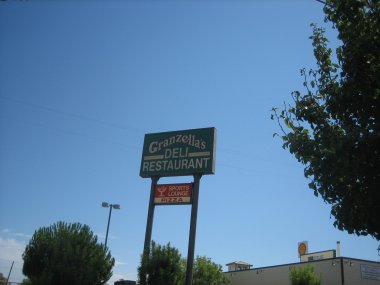 Granzella's
DELI
RESTAURANT
SPORTS
LOUNGE
PIZZA